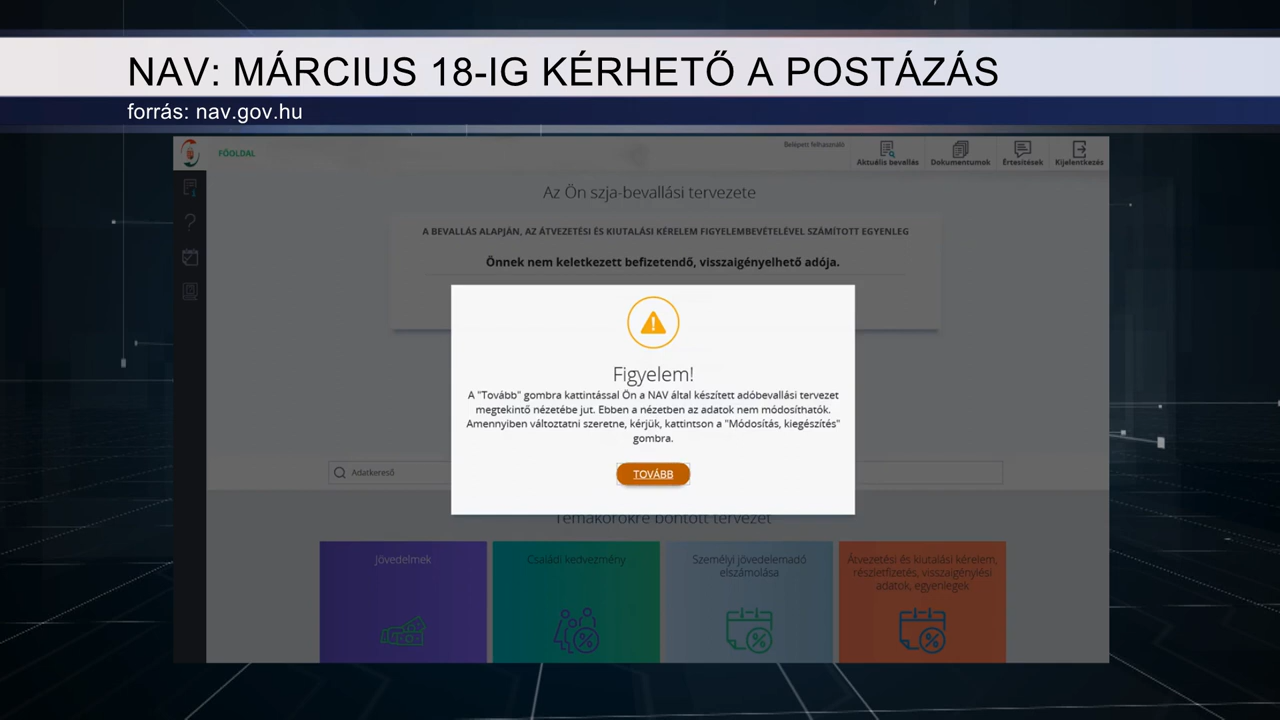 NAV: MÁRCIUS 18-IG KÉRHETŐ A POSTÁZÁS
forrás: nav.gov.hu
FŐOLDAL
Belépett felhasználó
Aktuális bevallás
Dokumentumok
Értesítések
Kijelentkezés
Az Ön szja-bevallási tervezete
A BEVALLÁS ALAPJÁN, AZ ÁTVEZETÉSI ÉS KIUTALÁSI KÉRELEM FIGYELEMBEVÉTELÉVEL SZÁMÍTOTT EGYENLEG
Önnek nem keletkezett befizetendő, visszaigényelhető adója.
Figyelem!
A "Tovább" gombra kattintással Ön a NAV által készített adóbevallási tervezet
megtekintő nézetébe jut. Ebben a nézetben az adatok nem módosíthatók.
Amennyiben változtatni szeretne, kérjük, kattintson a "Módosítás, kiegészítés"
gombra.
TOVÁBB
Adatkereső
Témakörökre bontott tervezet
Jövedelmek
Családi kedvezmény
Személyi jövedelemadó
elszámolása
Átvezetési és kiutalási kérelem,
részletfizetés, visszaigénylési
adatok, egyenlegek